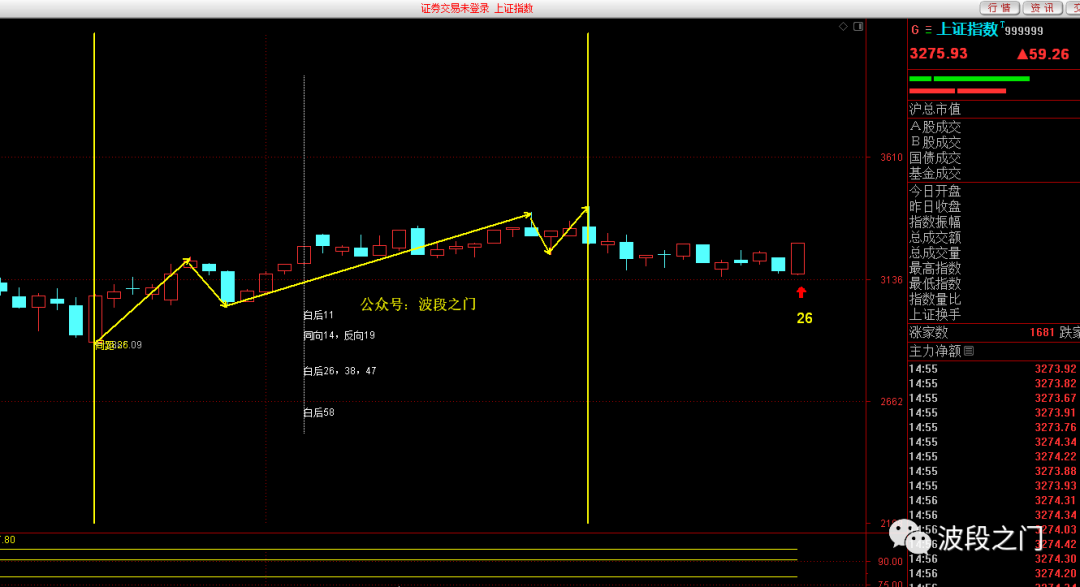 证券交易未登录 上证指数
行情
资讯
交
G 上证指数 T 999999
3275.93 ▲59.26
沪总市值
A股成交
B股成交
国债成交
基金成交
今日开盘
昨日收盘
指数振幅
总成交额
总成交量
最高指数
最低指数
指数量比
上证换手
涨家数 1681 跌家
主力净额
14:55 3273.92
14:55 3273.82
14:55 3273.67
14:55 3273.91
14:55 3273.76
14:55 3274.34
14:55 3274.22
14:55 3273.88
14:55 3273.93
14:56 3274.31
14:56 3274.34
3274.03
3274.42
14:56 3274.30
14:56 3274.20
3610
3136
2662
公众号:波段之门
白后11
同向14,反向19
白后26,38,47
白后58
26
波段之门
.80
90.00
75.00